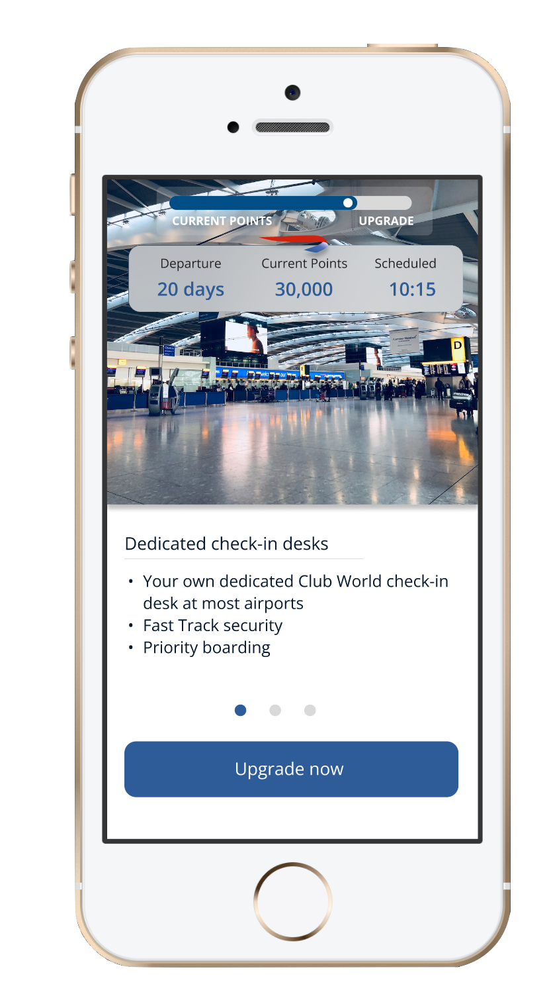 CURRENT POINTS UPGRADE
Departure Current Points Scheduled
20 days 30,000 10:15
D
Dedicated check-in desks
• Your own dedicated Club World check-in
desk at most airports
• Fast Track security
• Priority boarding
Upgrade now